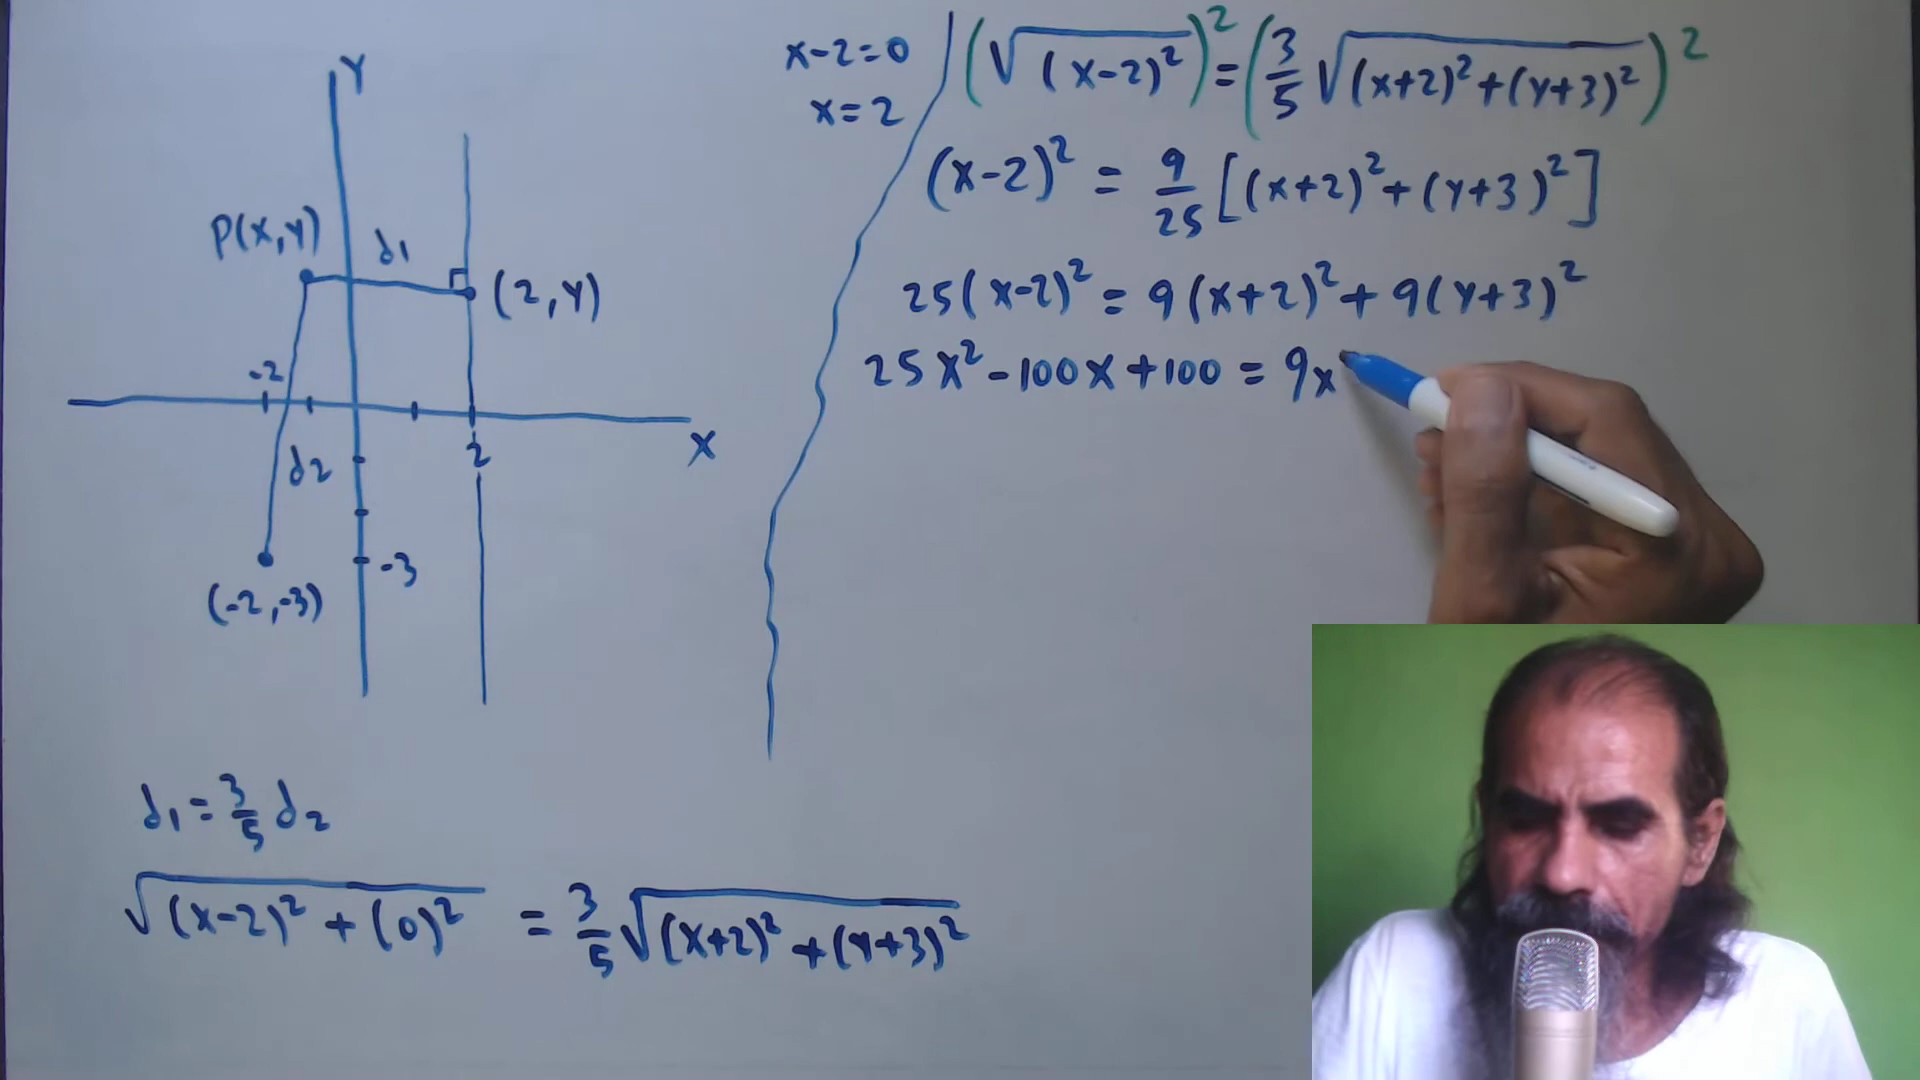 Y
P(x,y)
d1
(2,y)
-2
2
X
d2
-3
(-2,-3)
d1 = 3/5 d2
√((x-2)² + (0)²) = 3/5 √((x+2)² + (y+3)²)
x-2=0
x=2
(√((x-2)²))² = (3/5 √((x+2)²+(y+3)²))²
(x-2)² = 9/25 [(x+2)²+(y+3)²]
25(x-2)² = 9(x+2)² + 9(y+3)²
25x² - 100x + 100 = 9x